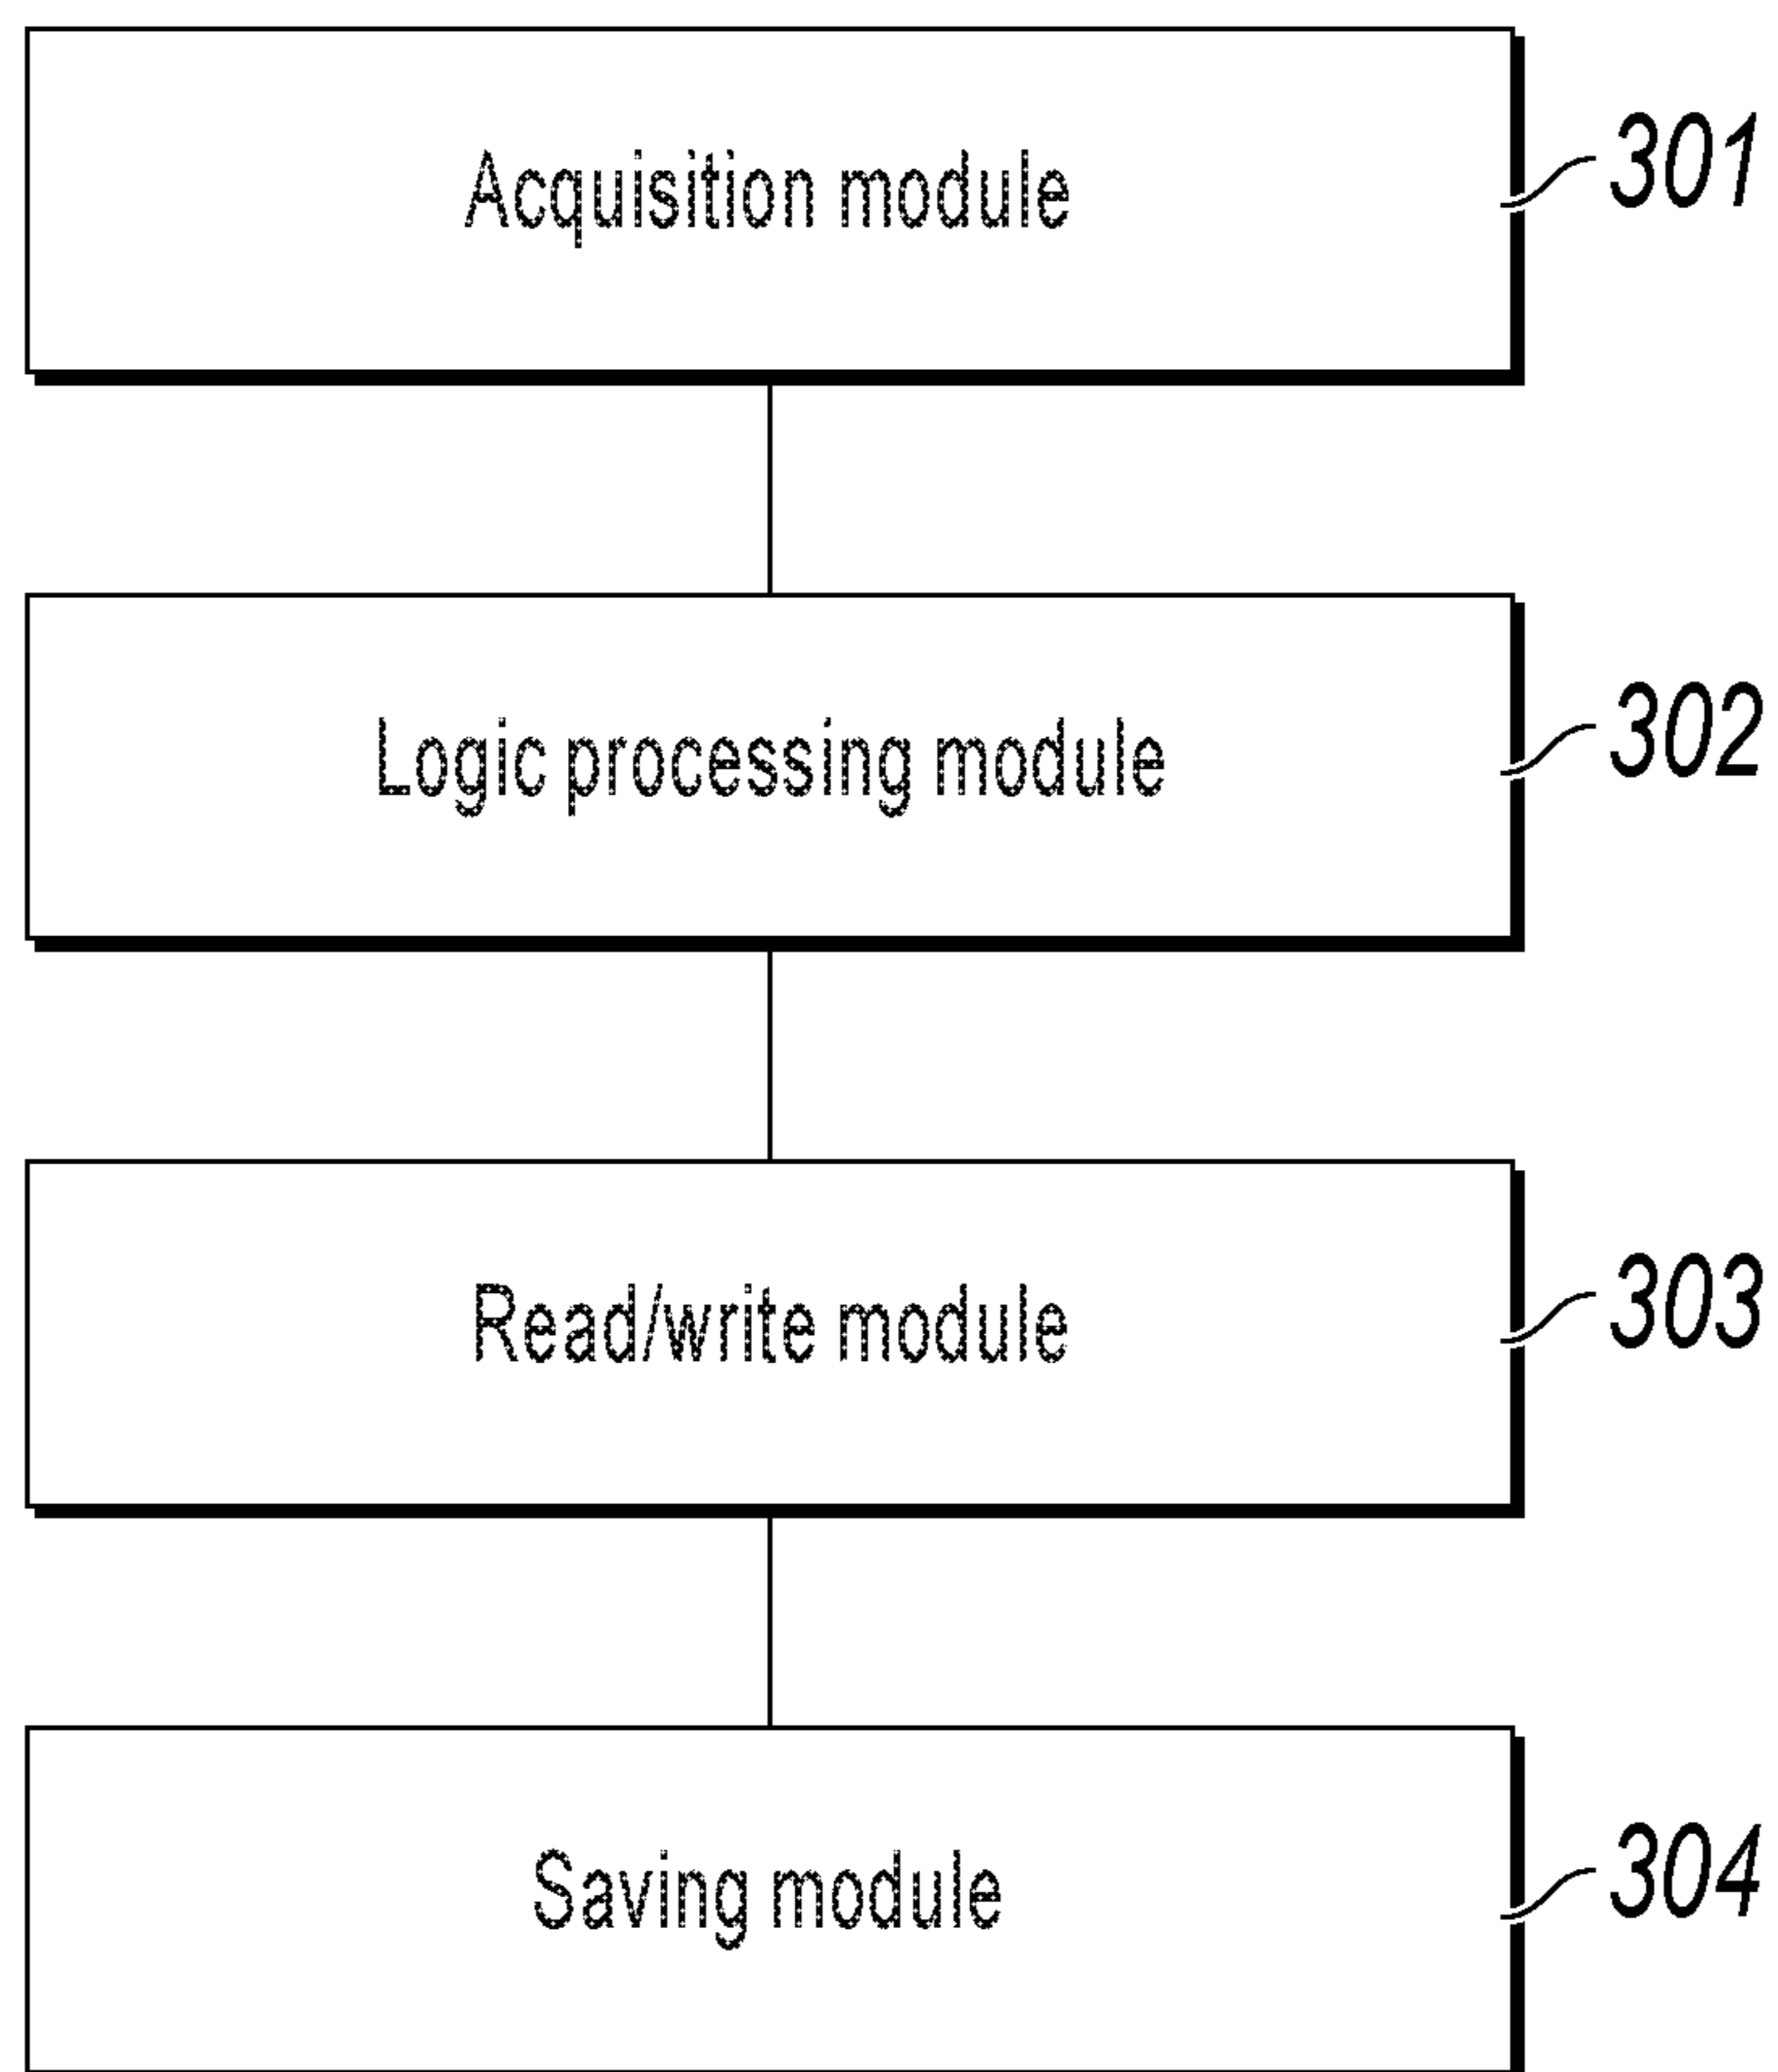 Acquisition module
301
Logic processing module
302
Read/write module
303
Saving module
304